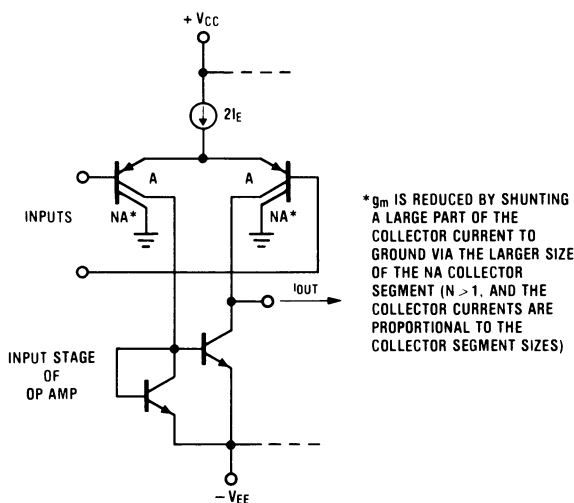 + VCC
2IE
A
A
INPUTS
NA*
NA*
IOUT
INPUT STAGE
OF
OP AMP
– VEE
*gm IS REDUCED BY SHUNTING
A LARGE PART OF THE
COLLECTOR CURRENT TO
GROUND VIA THE LARGER SIZE
OF THE NA COLLECTOR
SEGMENT (N > 1, AND THE
COLLECTOR CURRENTS ARE
PROPORTIONAL TO THE
COLLECTOR SEGMENT SIZES)